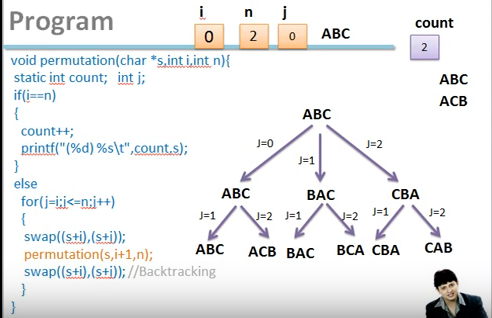 Program
i n j
0 2 0 ABC
count
2
ABC
ACB
void permutation(char *s,int i,int n){
static int count; int j;
if(i==n)
{
count++;
printf("(%d) %s\t",count,s);
}
else
for(j=i;j<=n;j++)
{
swap((s+i),(s+j));
permutation(s,i+1,n);
swap((s+i),(s+j)); //Backtracking
}
}
ABC
J=0 J=1 J=2
ABC BAC CBA
J=1 J=2 J=1 J=2 J=1 J=2
ABC ACB BAC BCA CBA CAB